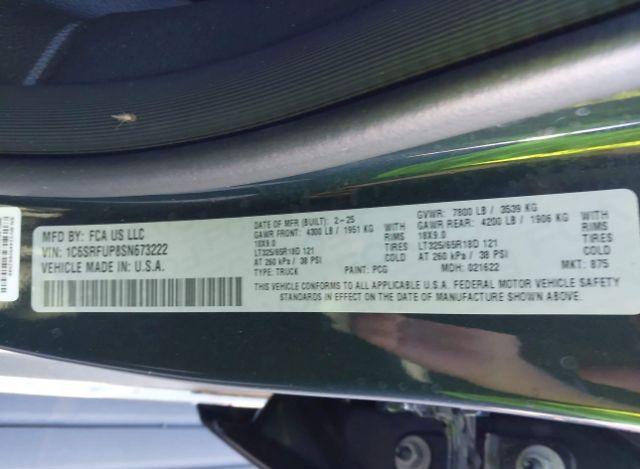 MFD BY: FCA US LLC
VIN: 1C6SRFUP8SN673222
VEHICLE MADE IN U.S.A.
DATE OF MFR (BUILT): 2-25
GAWR FRONT: 4300 LB / 1951 KG WITH
18X9.0 RIMS
LT325/65R18D 121 TIRES
AT 260 kPa / 38 PSI COLD
TYPE: TRUCK PAINT: PCG
GVWR: 7800 LB / 3539 KG
GAWR REAR: 4200 LB / 1906 KG WITH
18X9.0 RIMS
LT325/65R18D 121 TIRES
AT 260 kPa / 38 PSI COLD
MDH: 021622 MKT: 875
THIS VEHICLE CONFORMS TO ALL APPLICABLE U.S.A. FEDERAL MOTOR VEHICLE SAFETY
STANDARDS IN EFFECT ON THE DATE OF MANUFACTURE SHOWN ABOVE.